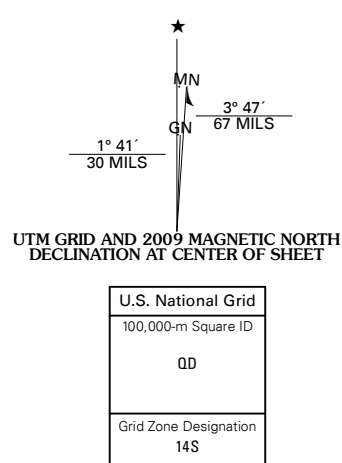 ★
MN
3° 47´
67 MILS
GN
1° 41´
30 MILS
UTM GRID AND 2009 MAGNETIC NORTH
DECLINATION AT CENTER OF SHEET
U.S. National Grid
100,000-m Square ID
QD
Grid Zone Designation
14S